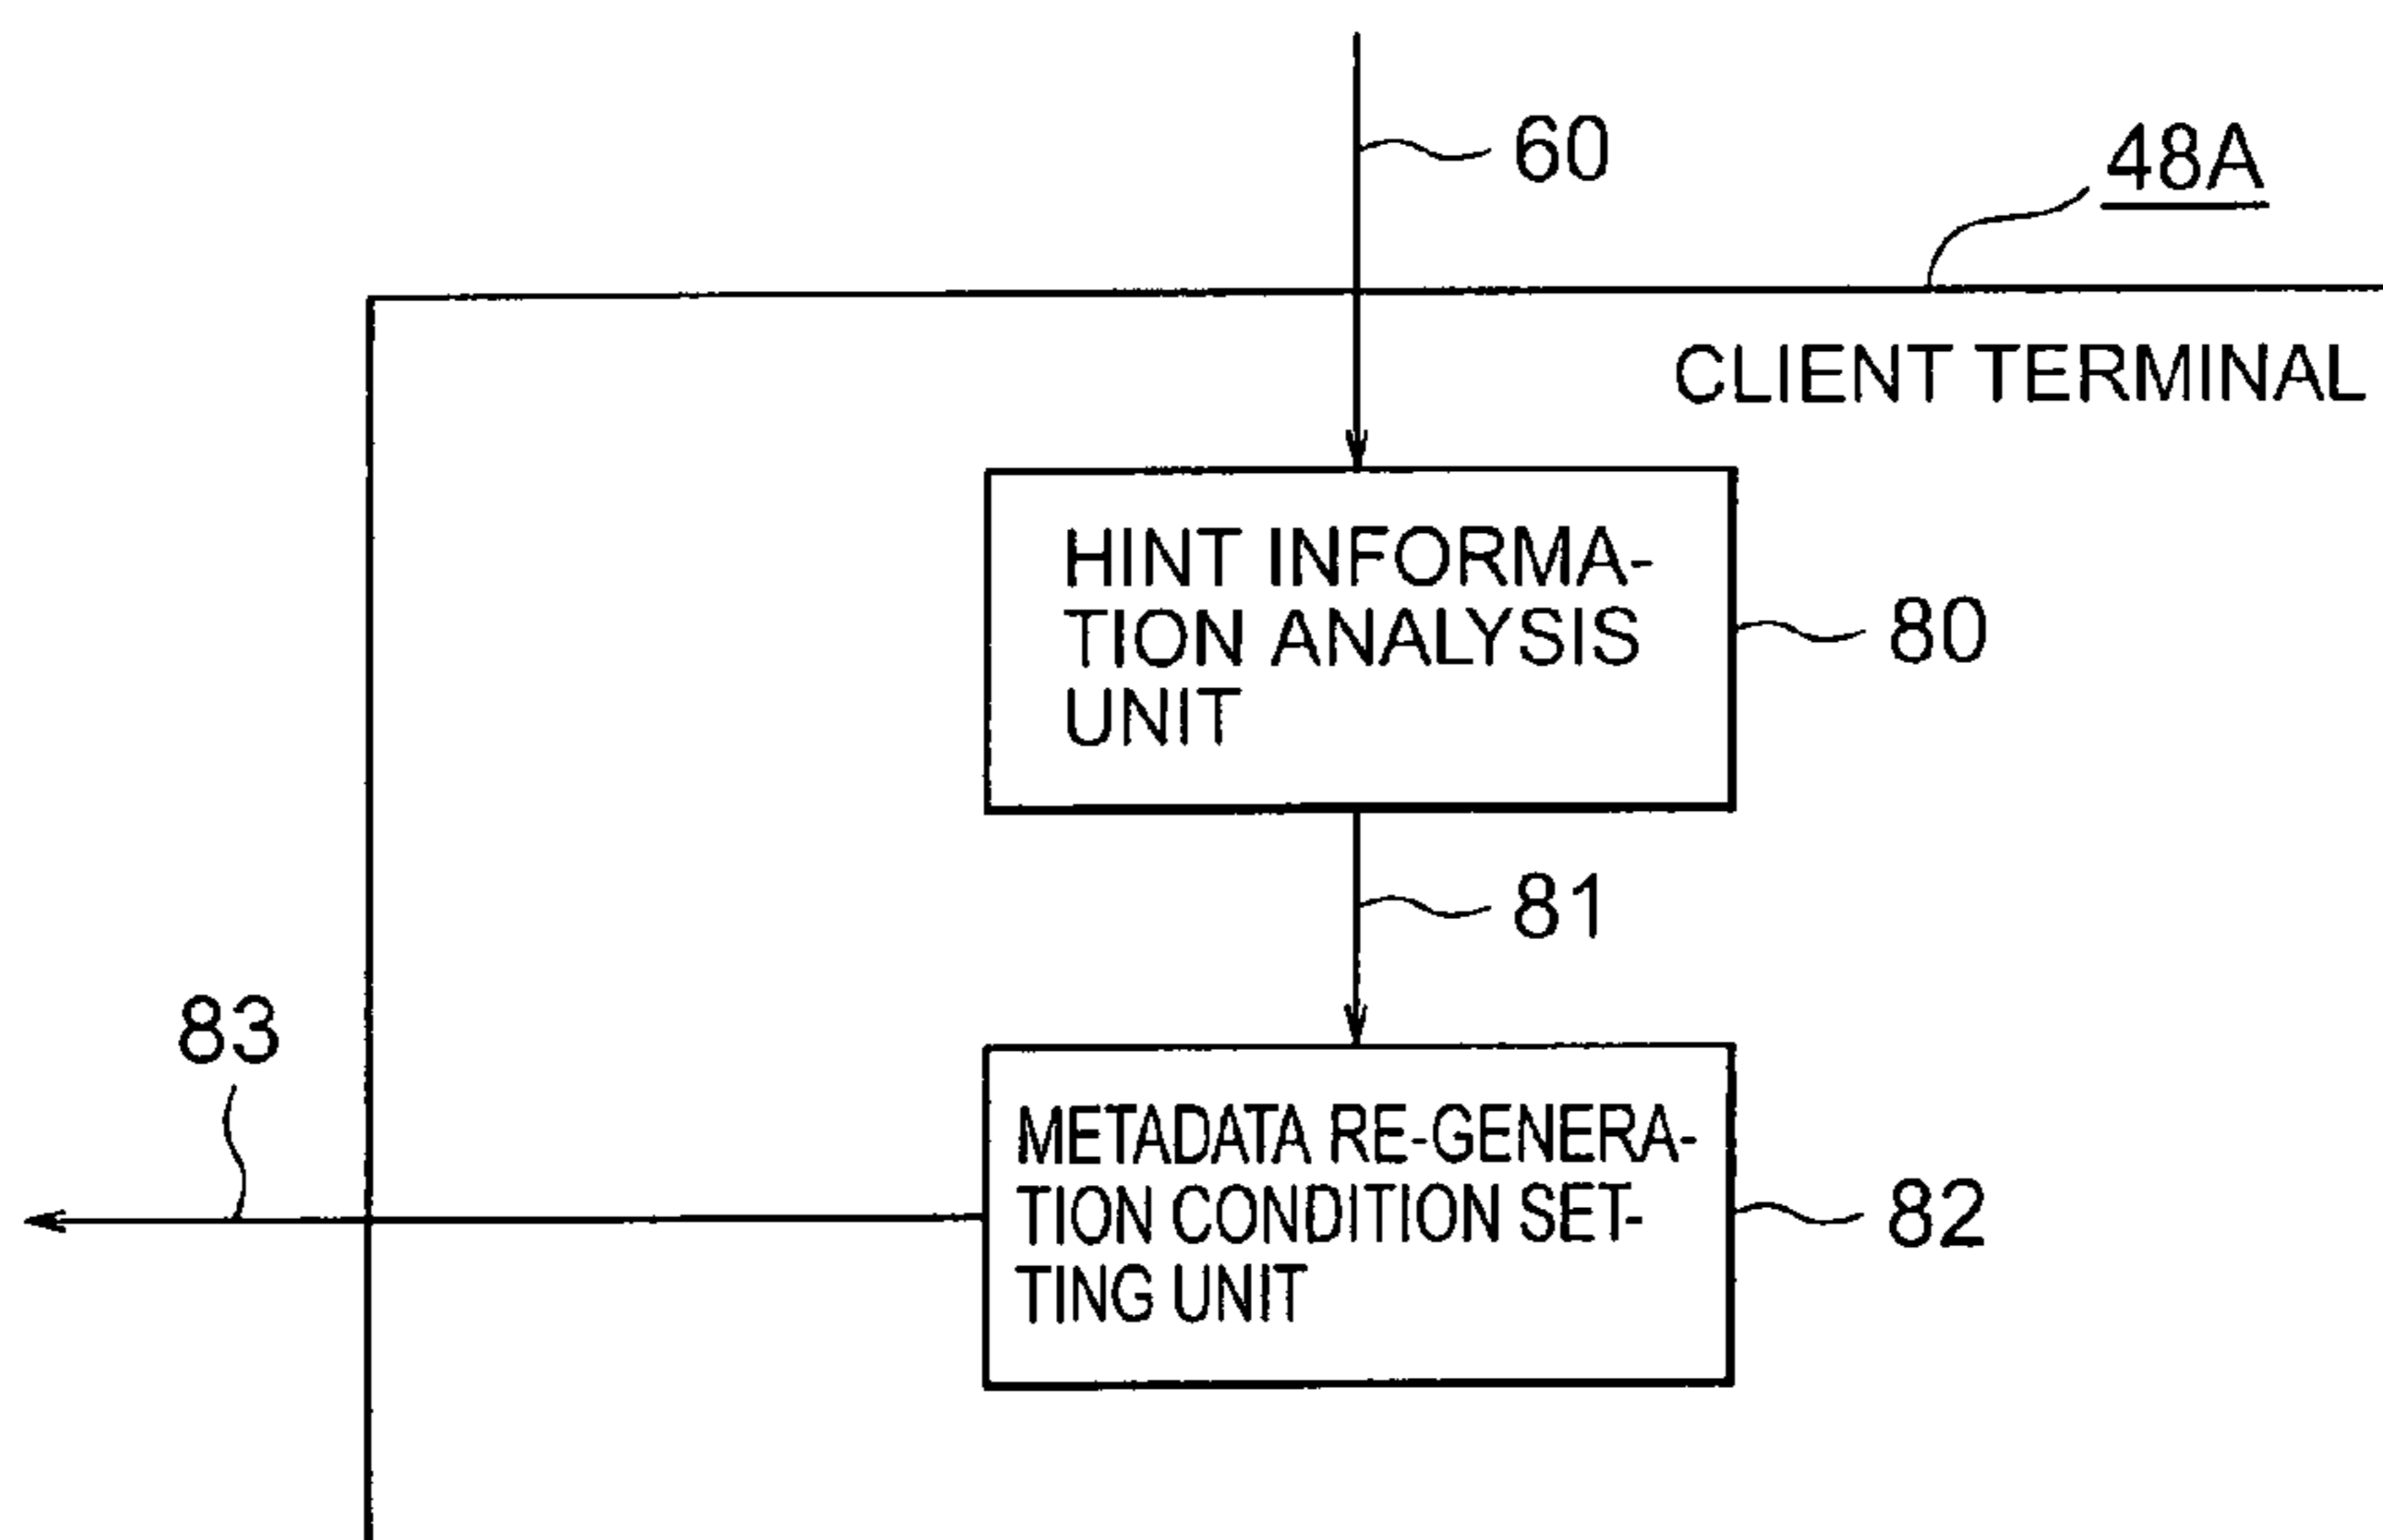 60
48A
CLIENT TERMINAL
HINT INFORMA-
TION ANALYSIS
UNIT
80
81
83
METADATA RE-GENERA-
TION CONDITION SET-
TING UNIT
82